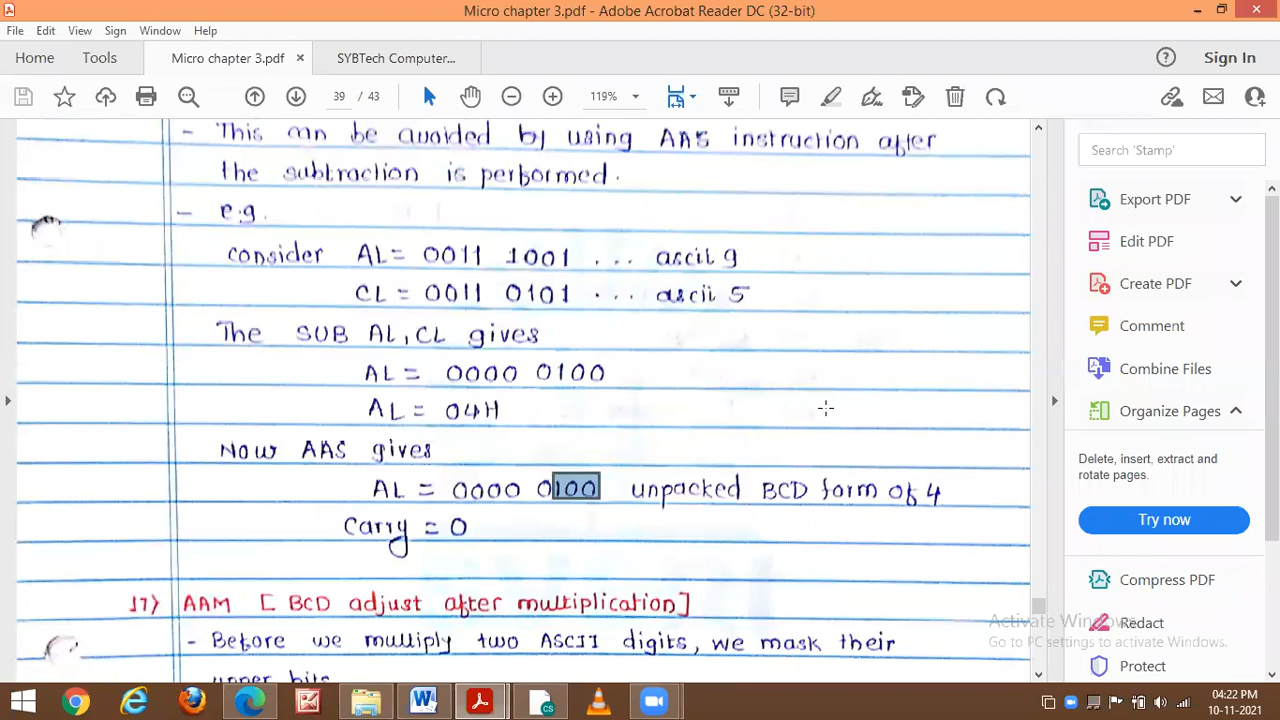 Micro chapter 3.pdf - Adobe Acrobat Reader DC (32-bit)
File Edit View Sign Window Help
Home Tools Micro chapter 3.pdf × SYBTech Computer... Sign In
39 / 43 119%
- This can be avoided by using AAS instruction after
the subtraction is performed.
- e.g.
consider AL = 0011 1001 ... ascii 9
CL = 0011 0101 ... ascii 5
The SUB AL, CL gives
AL = 0000 0100
AL = 04H
Now AAS gives
AL = 0000 0100 unpacked BCD form of 4
Carry = 0
17) AAM [ BCD adjust after multiplication]
- Before we multiply two ASCII digits, we mask their
upper bits
Search 'Stamp'
Export PDF
Edit PDF
Create PDF
Comment
Combine Files
Organize Pages
Delete, insert, extract and
rotate pages.
Try now
Compress PDF
Redact
Protect
Activate Windows
Go to PC settings to activate Windows.
04:22 PM
10-11-2021